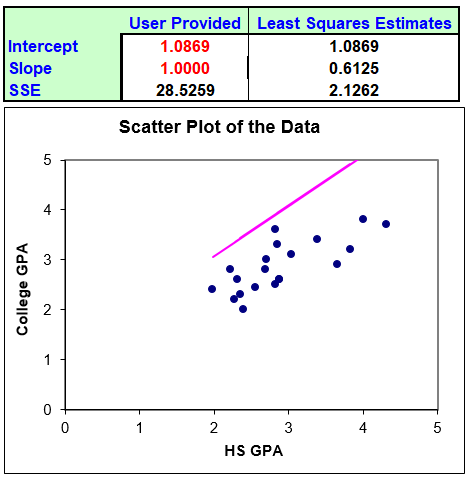 User Provided Least Squares Estimates
Intercept 1.0869 1.0869
Slope 1.0000 0.6125
SSE 28.5259 2.1262
Scatter Plot of the Data
5
4
3
2
1
0
College GPA
0 1 2 3 4 5
HS GPA